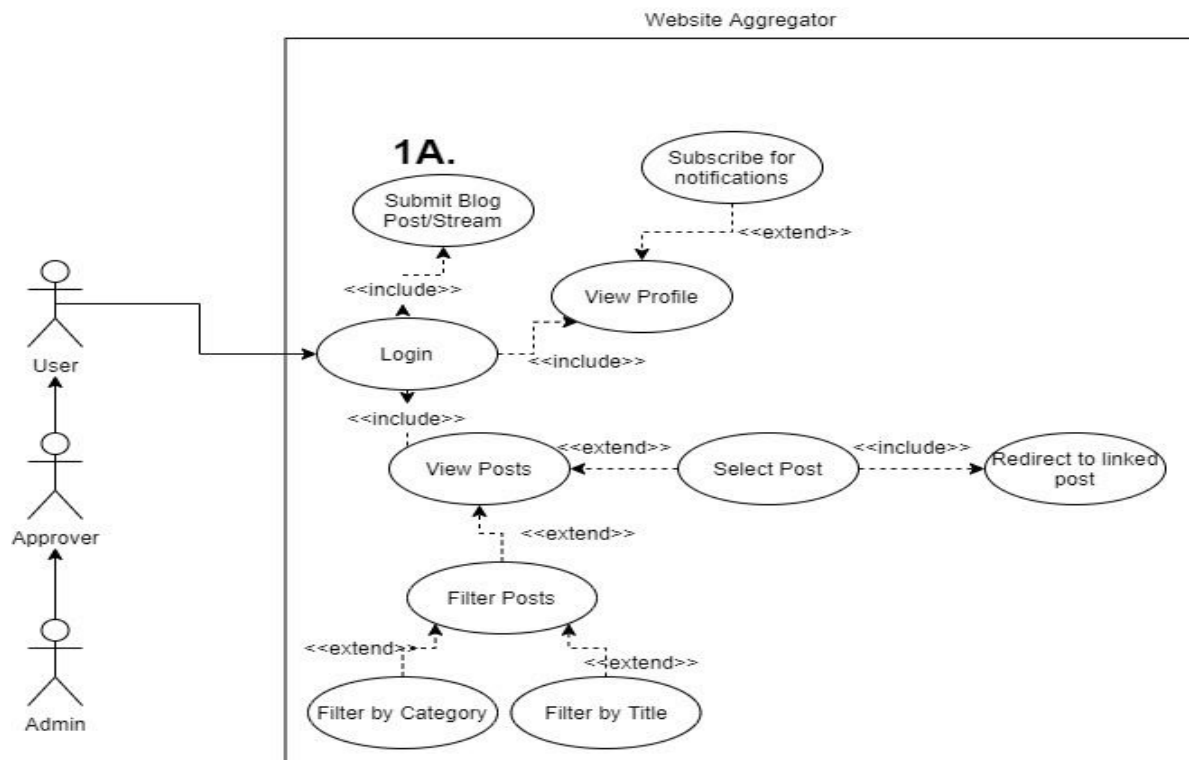 Website Aggregator
1A.
Submit Blog
Post/Stream
Subscribe for
notifications
<<extend>>
<<include>>
View Profile
Login
<<include>>
User
<<include>>
View Posts
<<extend>>
Select Post
<<include>>
Redirect to linked
post
<<extend>>
Approver
Filter Posts
<<extend>>
<<extend>>
Filter by Category
Filter by Title
Admin